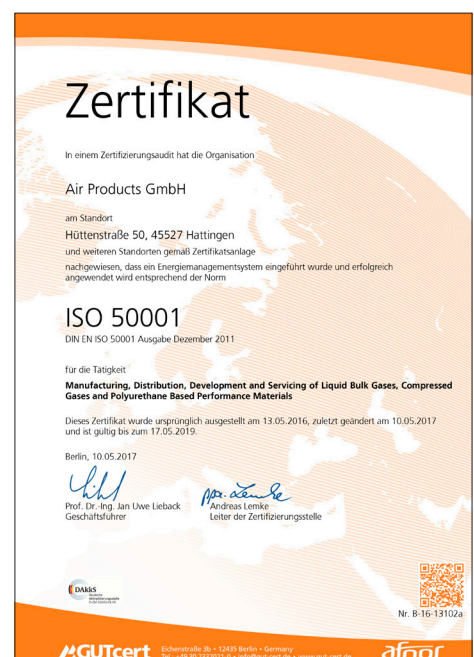 Zertifikat
In einem Zertifizierungsaudit hat die Organisation
Air Products GmbH
am Standort
Hüttenstraße 50, 45527 Hattingen
und weiteren Standorten gemäß Zertifikatsanlage
nachgewiesen, dass ein Energiemanagementsystem eingeführt wurde und erfolgreich
angewendet wird entsprechend der Norm
ISO 50001
DIN EN ISO 50001 Ausgabe Dezember 2011
für die Tätigkeit
Manufacturing, Distribution, Development and Servicing of Liquid Bulk Gases, Compressed
Gases and Polyurethane Based Performance Materials
Dieses Zertifikat wurde ursprünglich ausgestellt am 13.05.2016, zuletzt geändert am 10.05.2017
und ist gültig bis zum 17.05.2019.
Berlin, 10.05.2017
ppa. Lemke
Prof. Dr.-Ing. Jan Uwe Lieback
Geschäftsführer
Andreas Lemke
Leiter der Zertifizierungsstelle
DAkkS
Deutsche
Akkreditierungsstelle
Nr. B-16-13102a
GUTcert
Eichenstraße 3b • 12435 Berlin • Germany
afnor